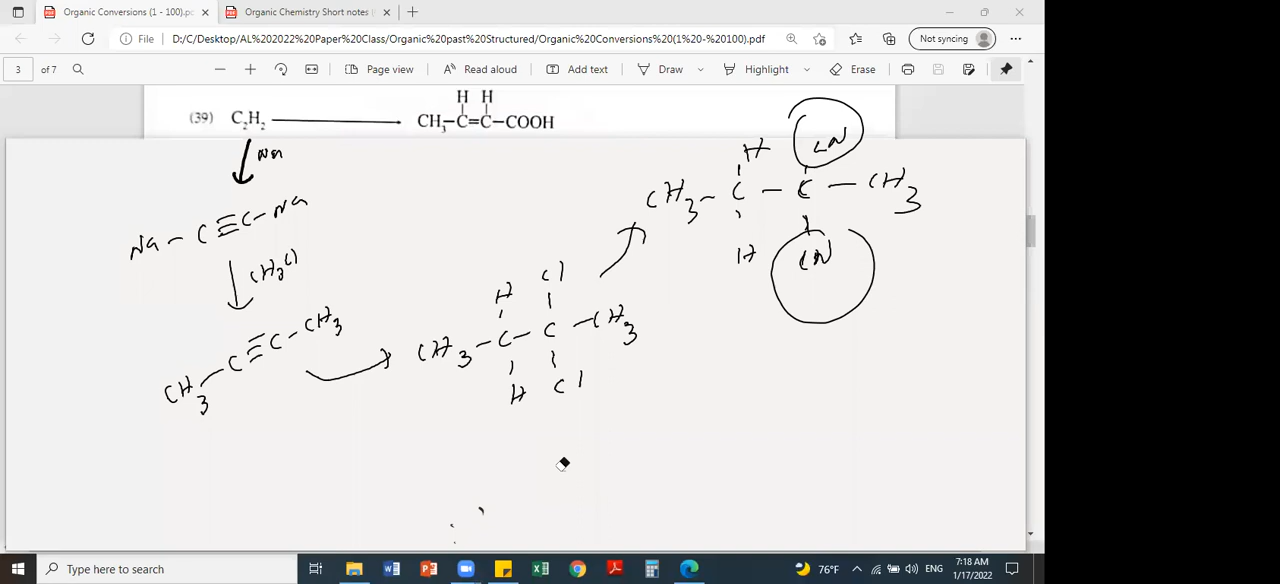 Organic Conversions (1 - 100).pc
Organic Chemistry Short notes (
File
D:/C/Desktop/AL%202022%20Paper%20Class/Organic%20past%20Structured/Organic%20Conversions%20(1%20-%20100).pdf
Not syncing
3 of 7
Page view
Read aloud
Add text
Draw
Highlight
Erase
H H
(39) C2H2 CH3–C=C–COOH
Na
Na – C≡C – Na
CH3Cl
CH3 – C≡C – CH3
H Cl
CH3 – C – C – CH3
H Cl
H CN
CH3 – C – C – CH3
H CN
Type here to search
76°F
ENG
7:18 AM
1/17/2022